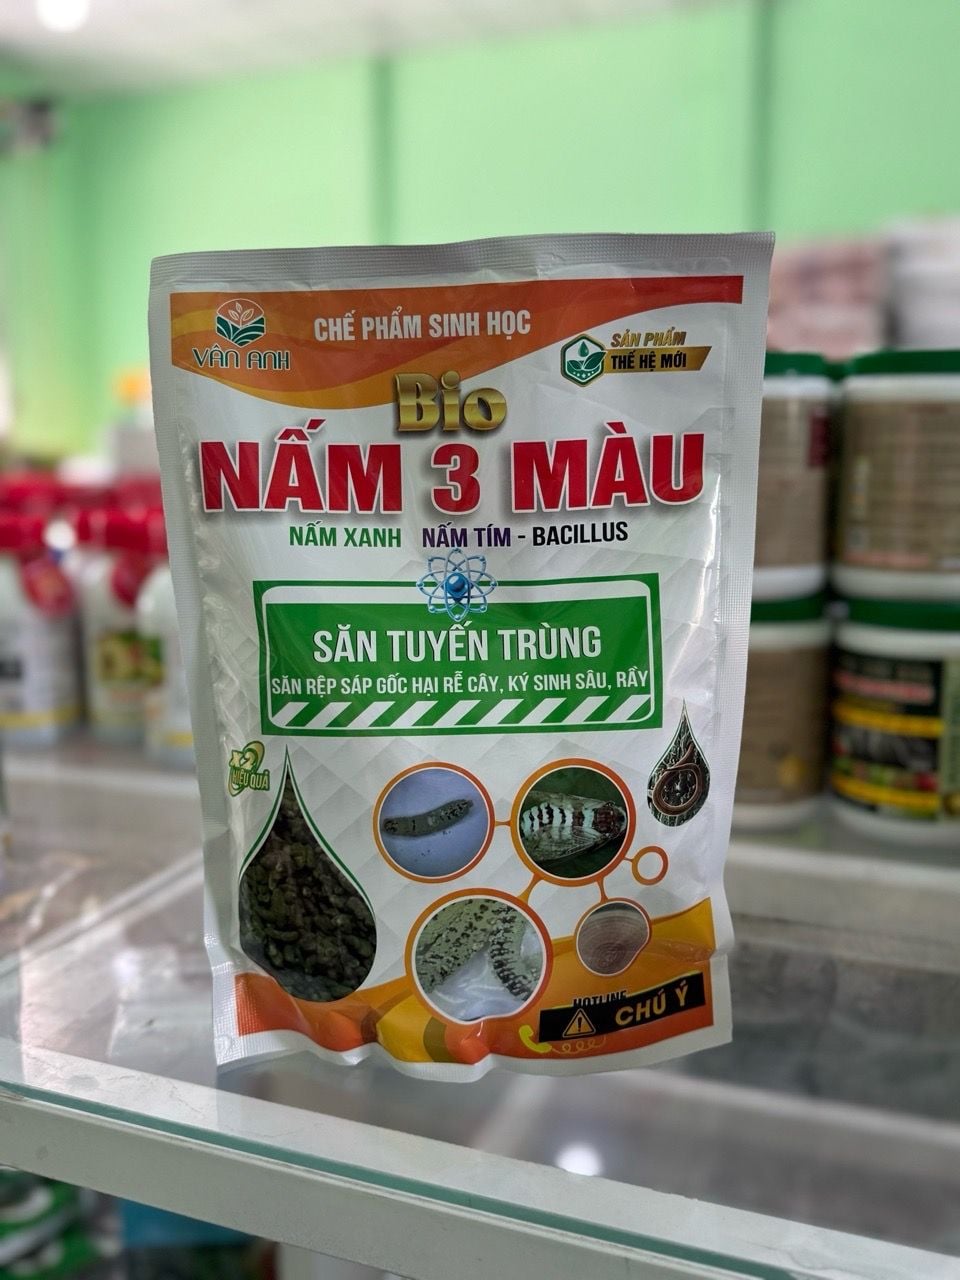 VÂN ANH
CHẾ PHẨM SINH HỌC
SẢN PHẨM
THẾ HỆ MỚI
Bio
NẤM 3 MÀU
NẤM XANH NẤM TÍM - BACILLUS
SĂN TUYẾN TRÙNG
SĂN RỆP SÁP GỐC HẠI RỄ CÂY, KÝ SINH SÂU, RẦY
X2
HIỆU QUẢ
HOTLINE
CHÚ Ý